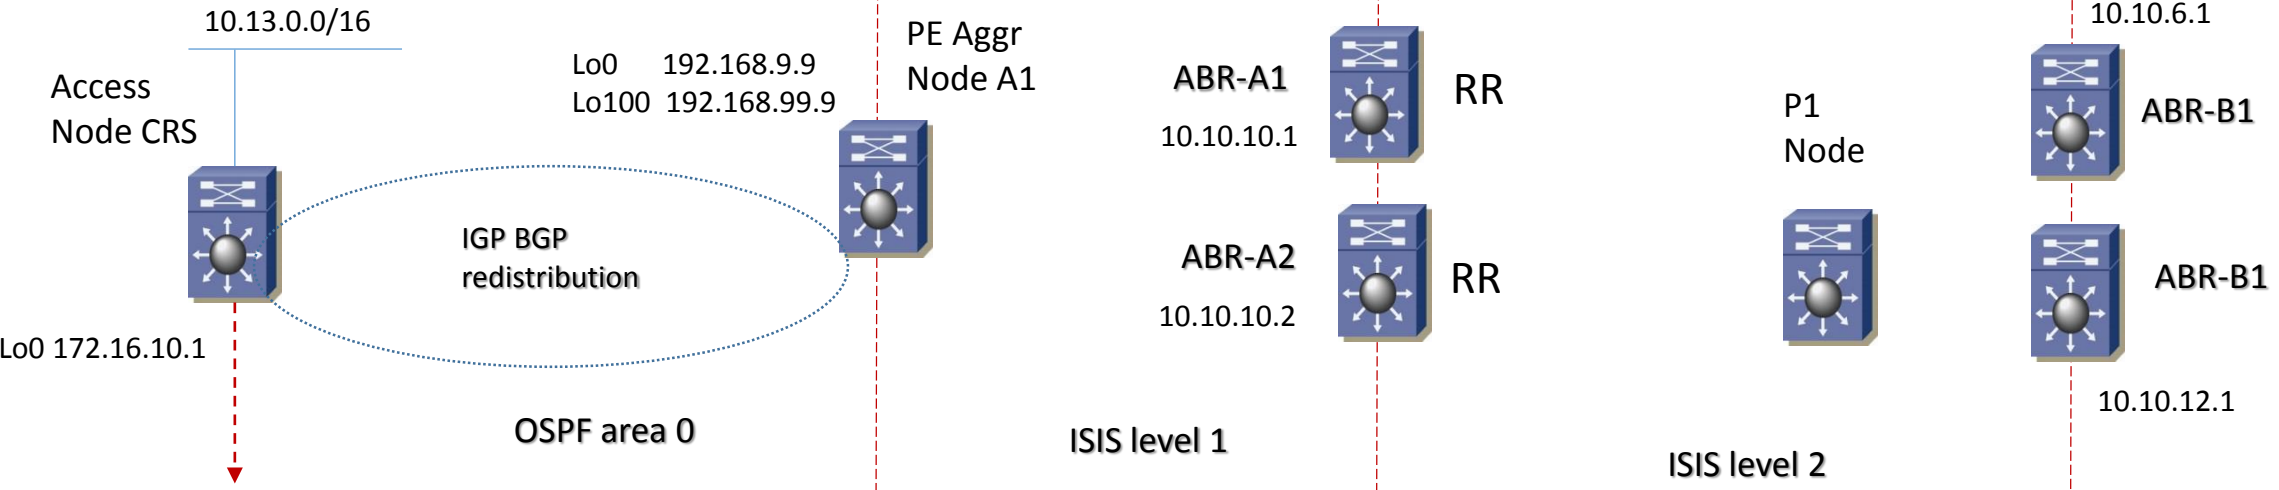 10.13.0.0/16
Access
Node CRS
Lo0 172.16.10.1
IGP BGP
redistribution
OSPF area 0
Lo0 192.168.9.9
Lo100 192.168.99.9
PE Aggr
Node A1
ISIS level 1
ABR-A1
10.10.10.1
RR
ABR-A2
10.10.10.2
RR
P1
Node
ISIS level 2
10.10.6.1
ABR-B1
ABR-B1
10.10.12.1